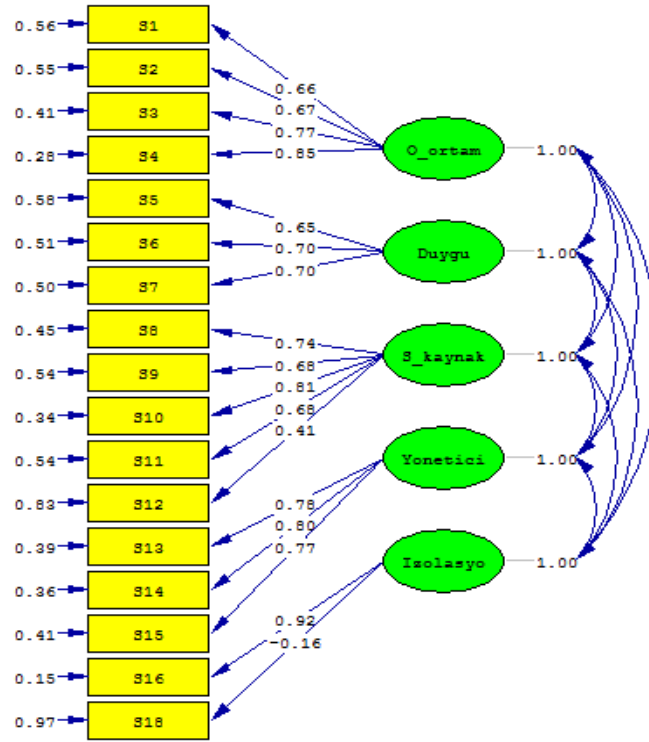 0.56 S1
0.55 S2
0.41 S3
0.28 S4
0.58 S5
0.51 S6
0.50 S7
0.45 S8
0.54 S9
0.34 S10
0.54 S11
0.83 S12
0.39 S13
0.36 S14
0.41 S15
0.15 S16
0.97 S18
0.66
0.67
0.77
0.85
0.65
0.70
0.70
0.74
0.68
0.81
0.68
0.41
0.78
0.80
0.77
0.92
-0.16
O_ortam 1.00
Duygu 1.00
S_kaynak 1.00
Yonetici 1.00
Izolasyo 1.00